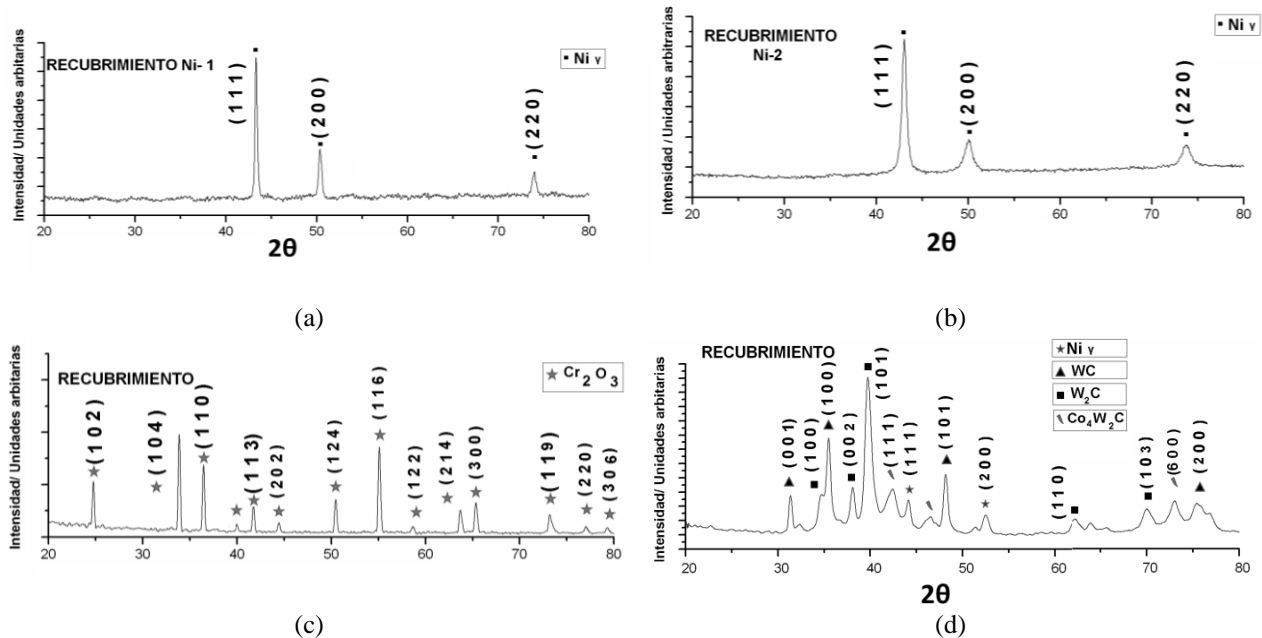 (a)
(b)
Intensidad/ Unidades arbitarias
RECUBRIMIENTO Ni- 1
▪ Ni γ
(111)
(200)
(220)
20 30 40 50 60 70 80
2θ
Intensidad / Unidades arbitrarias
RECUBRIMIENTO
Ni-2
▪ Ni γ
(111)
(200)
(220)
20 30 40 50 60 70 80
2θ
(a)
(b)
Intensidad/ Unidades arbitarias
RECUBRIMIENTO
★ Cr2O3
(102)
(104)
(110)
(113)
(202)
(124)
(116)
(122)
(214)
(300)
(119)
(220)
(306)
20 30 40 50 60 70 80
(c)
Intensidad/ Unidades arbitarias
RECUBRIMIENTO
★ Ni γ
▲ WC
■ W2C
Co4W2C
(001)
(100)
(100)
(002)
(101)
(111)
(111)
(101)
(200)
(110)
(103)
(600)
(200)
20 30 40 50 60 70 80
2θ
(d)